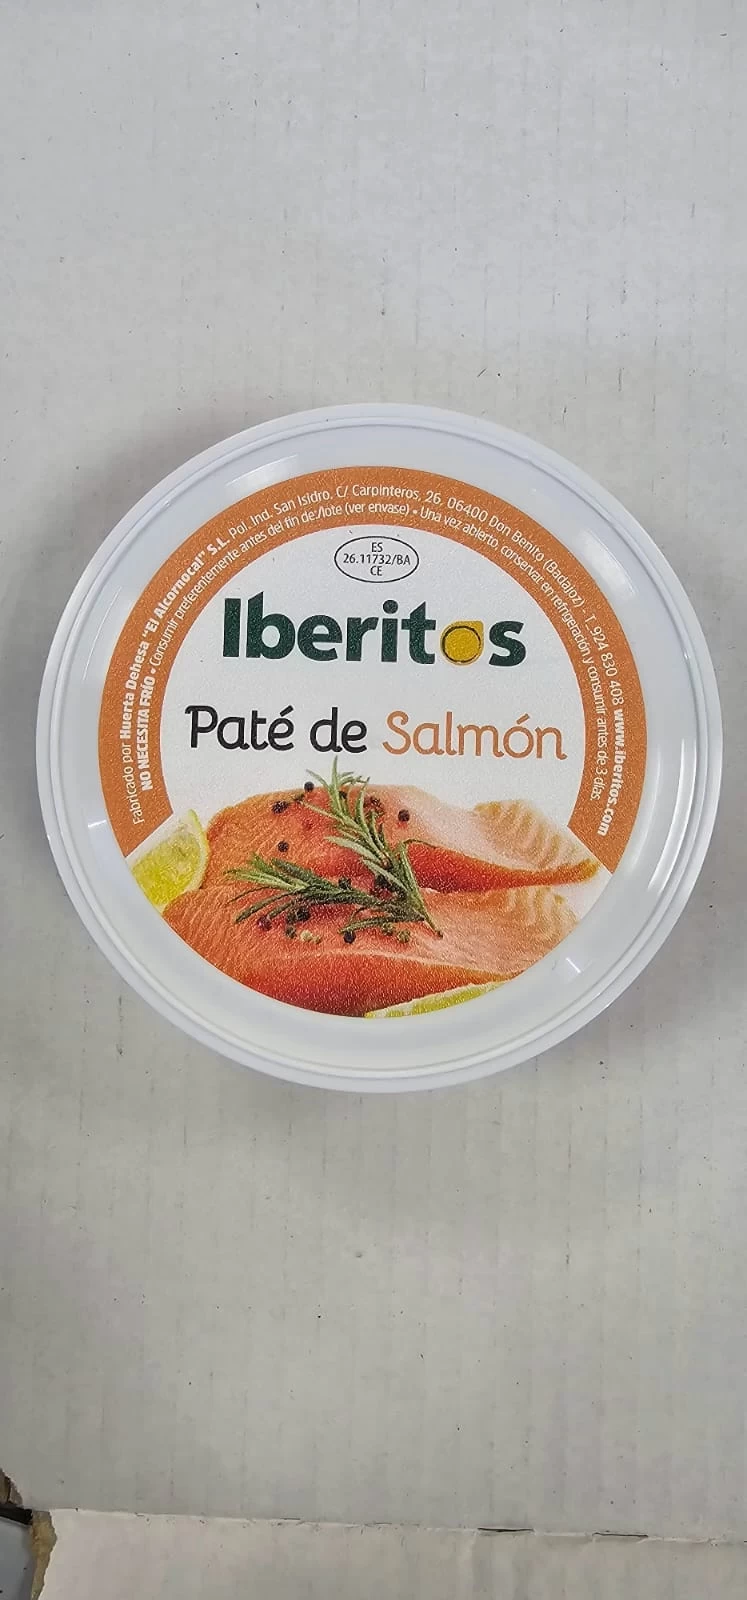 Fabricado por Huerta Dehesa "El Alcornocal" S.L. Pol. Ind. San Isidro. C/ Carpinteros, 26. 06400 Don Benito (Badajoz) · T. 924 830 408 www.iberitos.com
NO NECESITA FRÍO • Consumir preferentemente antes del fin de:/lote (ver envase) • Una vez abierto, conservar en refrigeración y consumir antes de 3 días
ES
26.11732/BA
CE
Iberitos
Paté de Salmón